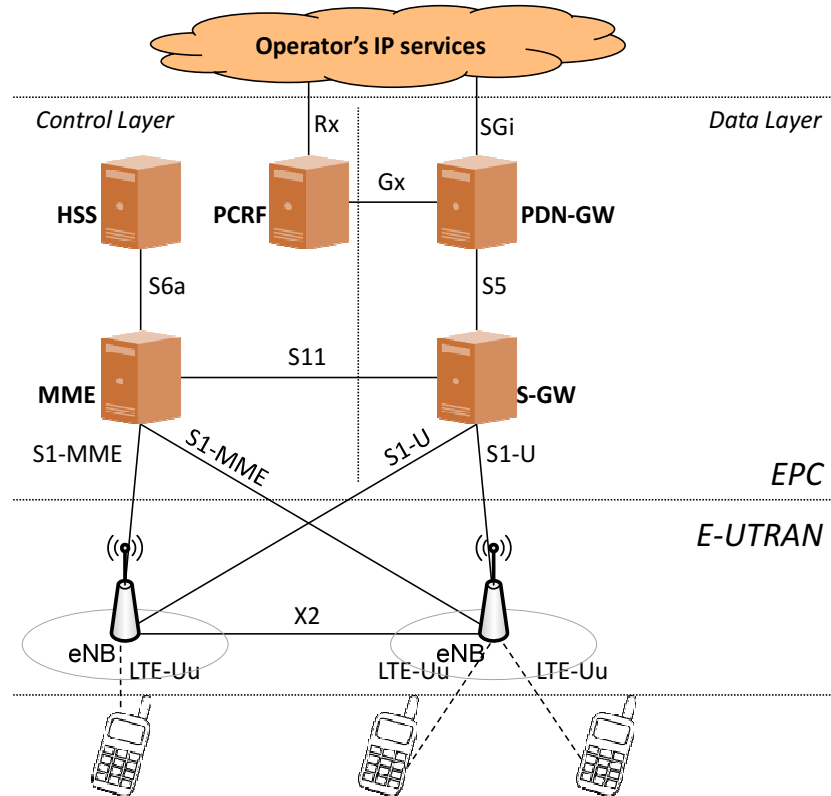 Operator's IP services
Control Layer
Data Layer
Rx
SGi
Gx
HSS
PCRF
PDN-GW
S6a
S5
S11
MME
S-GW
S1-MME
S1-MME
S1-U
S1-U
EPC
E-UTRAN
X2
eNB
eNB
LTE-Uu
LTE-Uu
LTE-Uu